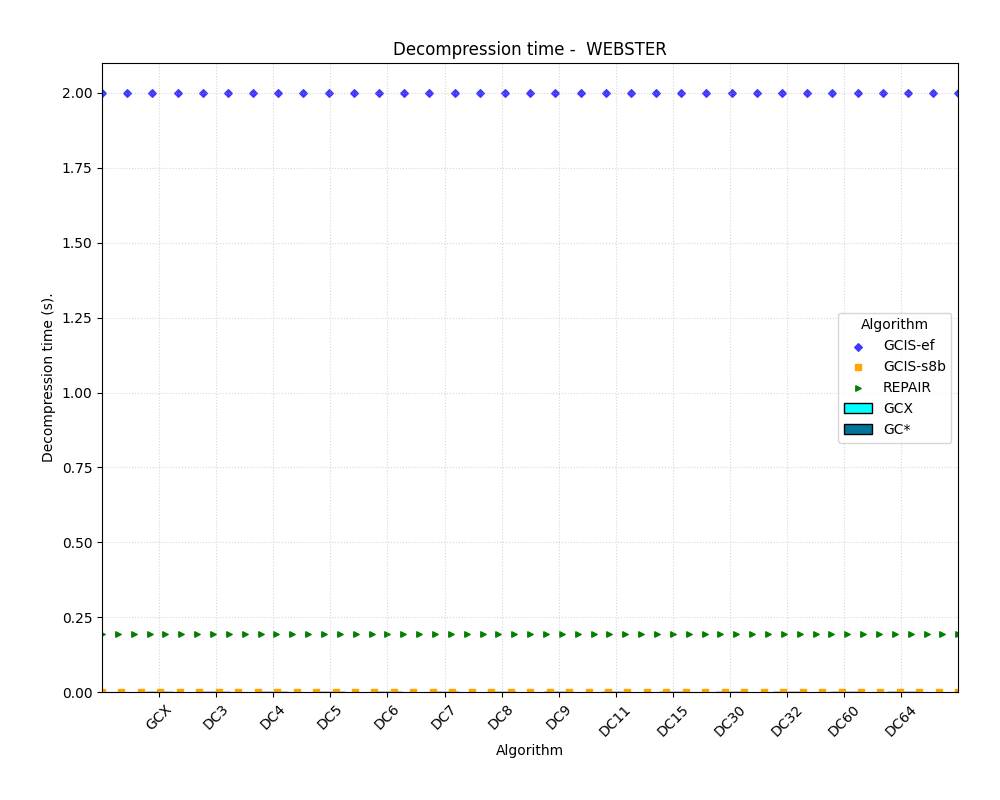 Decompression time -  WEBSTER
2.00
1.75
1.50
1.25
1.00
0.75
0.50
0.25
0.00
Decompression time (s).
Algorithm
GCIS-ef
GCIS-s8b
REPAIR
GCX
GC*
GCX
DC3
DC4
DC5
DC6
DC7
DC8
DC9
DC11
DC15
DC30
DC32
DC60
DC64
Algorithm